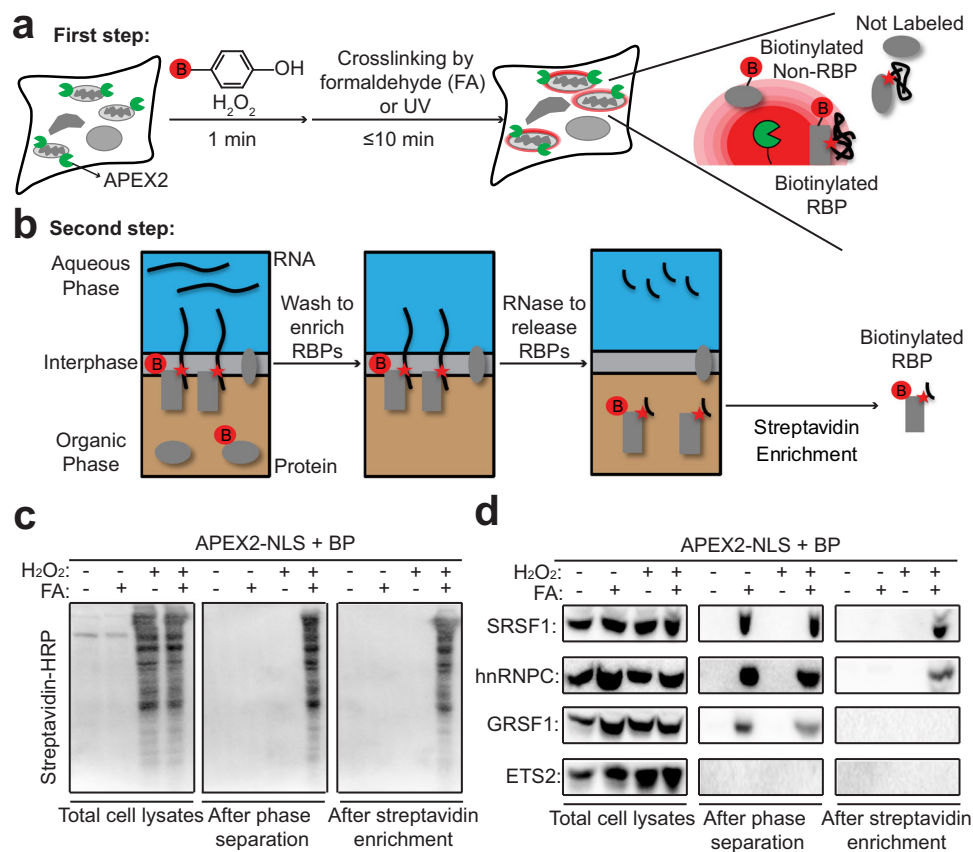 a First step:
B
OH
H₂O₂
1 min
Crosslinking by
formaldehyde (FA)
or UV
≤10 min
APEX2
Not Labeled
Biotinylated
Non-RBP
B
B
Biotinylated
RBP
b Second step:
Aqueous
Phase
RNA
Interphase
B
Organic
Phase
B
Protein
Wash to
enrich
RBPs
B
RNase to
release
RBPs
B
Streptavidin
Enrichment
Biotinylated
RBP
B
c
APEX2-NLS + BP
H₂O₂: - - + + - - + + - - + +
FA: - + - + - + - + - + - +
Streptavidin-HRP
Total cell lysates
After phase
separation
After streptavidin
enrichment
d
APEX2-NLS + BP
H₂O₂: - - + + - - + + - - + +
FA: - + - + - + - + - + - +
SRSF1:
hnRNPC:
GRSF1:
ETS2:
Total cell lysates
After phase
separation
After streptavidin
enrichment